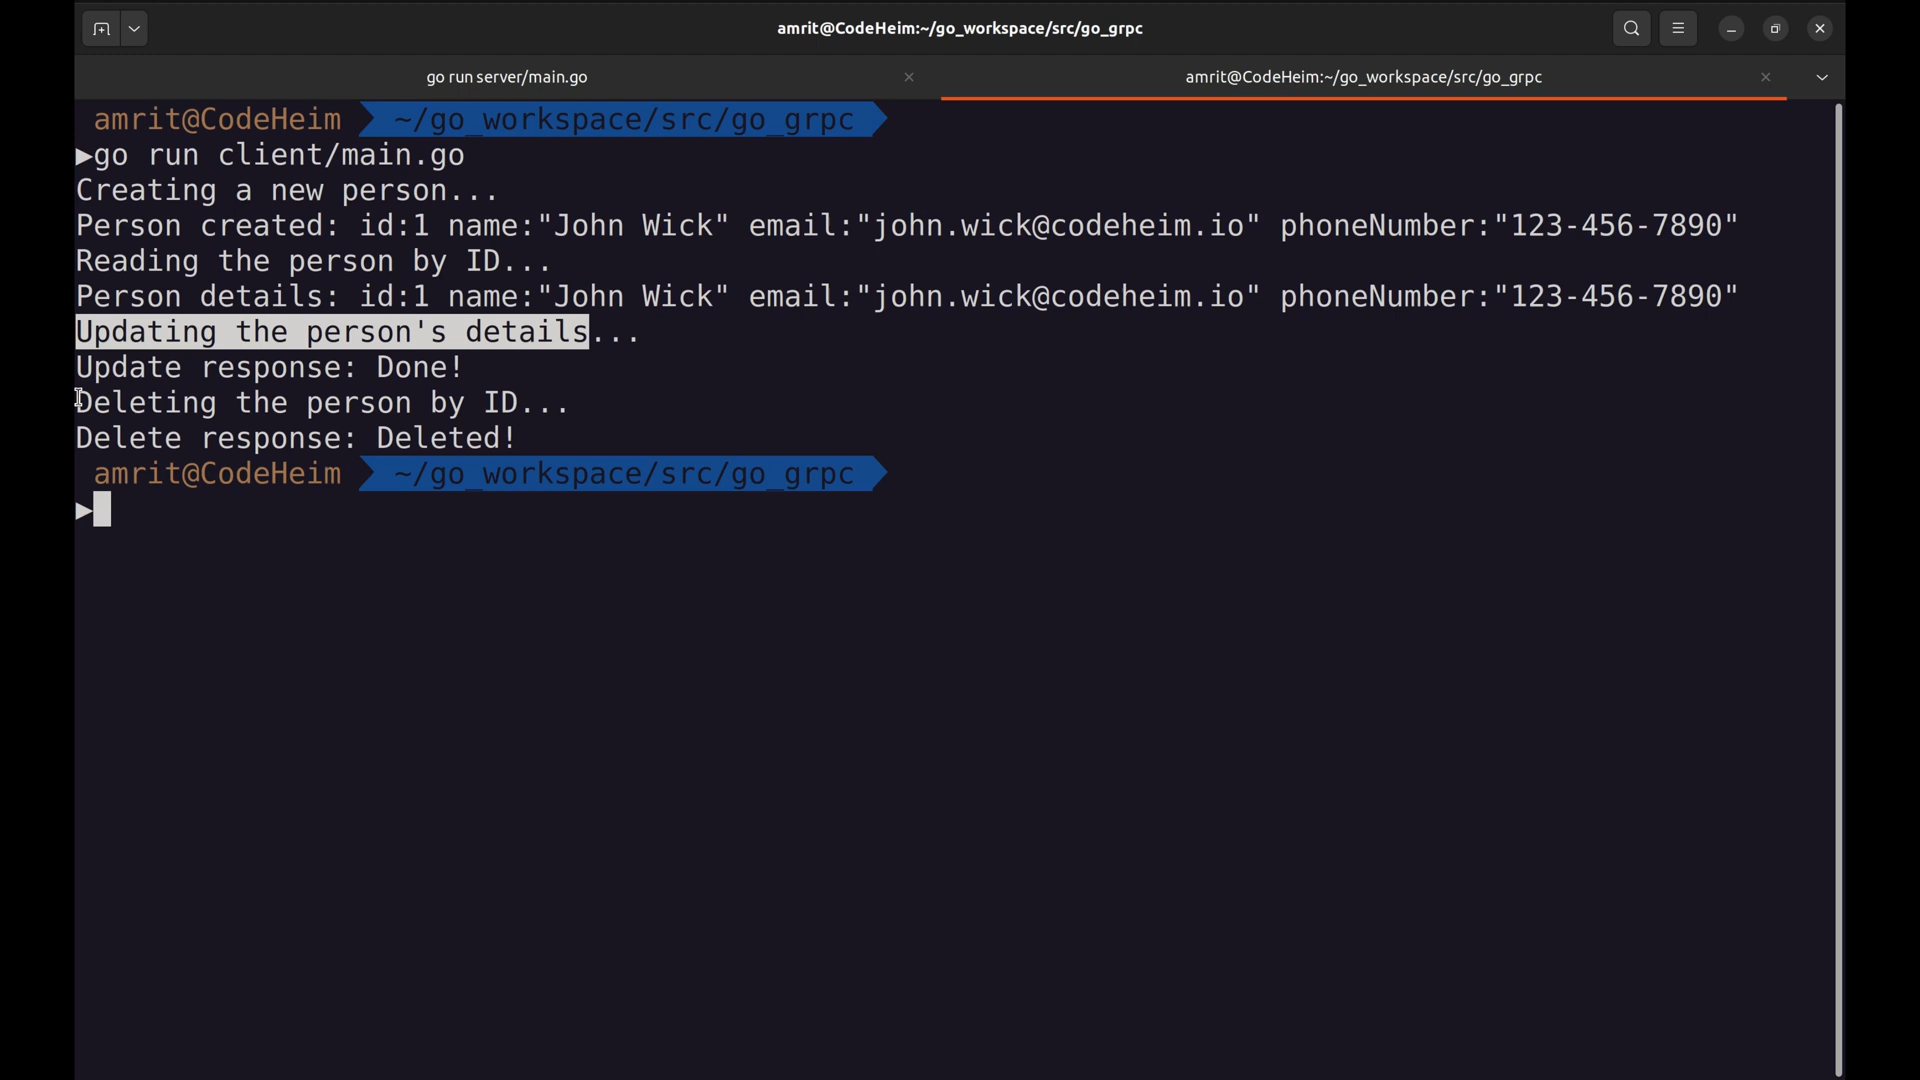 amrit@CodeHeim:~/go_workspace/src/go_grpc
go run server/main.go
amrit@CodeHeim:~/go_workspace/src/go_grpc
amrit@CodeHeim ~/go_workspace/src/go_grpc
▶go run client/main.go
Creating a new person...
Person created: id:1 name:"John Wick" email:"john.wick@codeheim.io" phoneNumber:"123-456-7890"
Reading the person by ID...
Person details: id:1 name:"John Wick" email:"john.wick@codeheim.io" phoneNumber:"123-456-7890"
Updating the person's details...
Update response: Done!
Deleting the person by ID...
Delete response: Deleted!
amrit@CodeHeim ~/go_workspace/src/go_grpc
▶